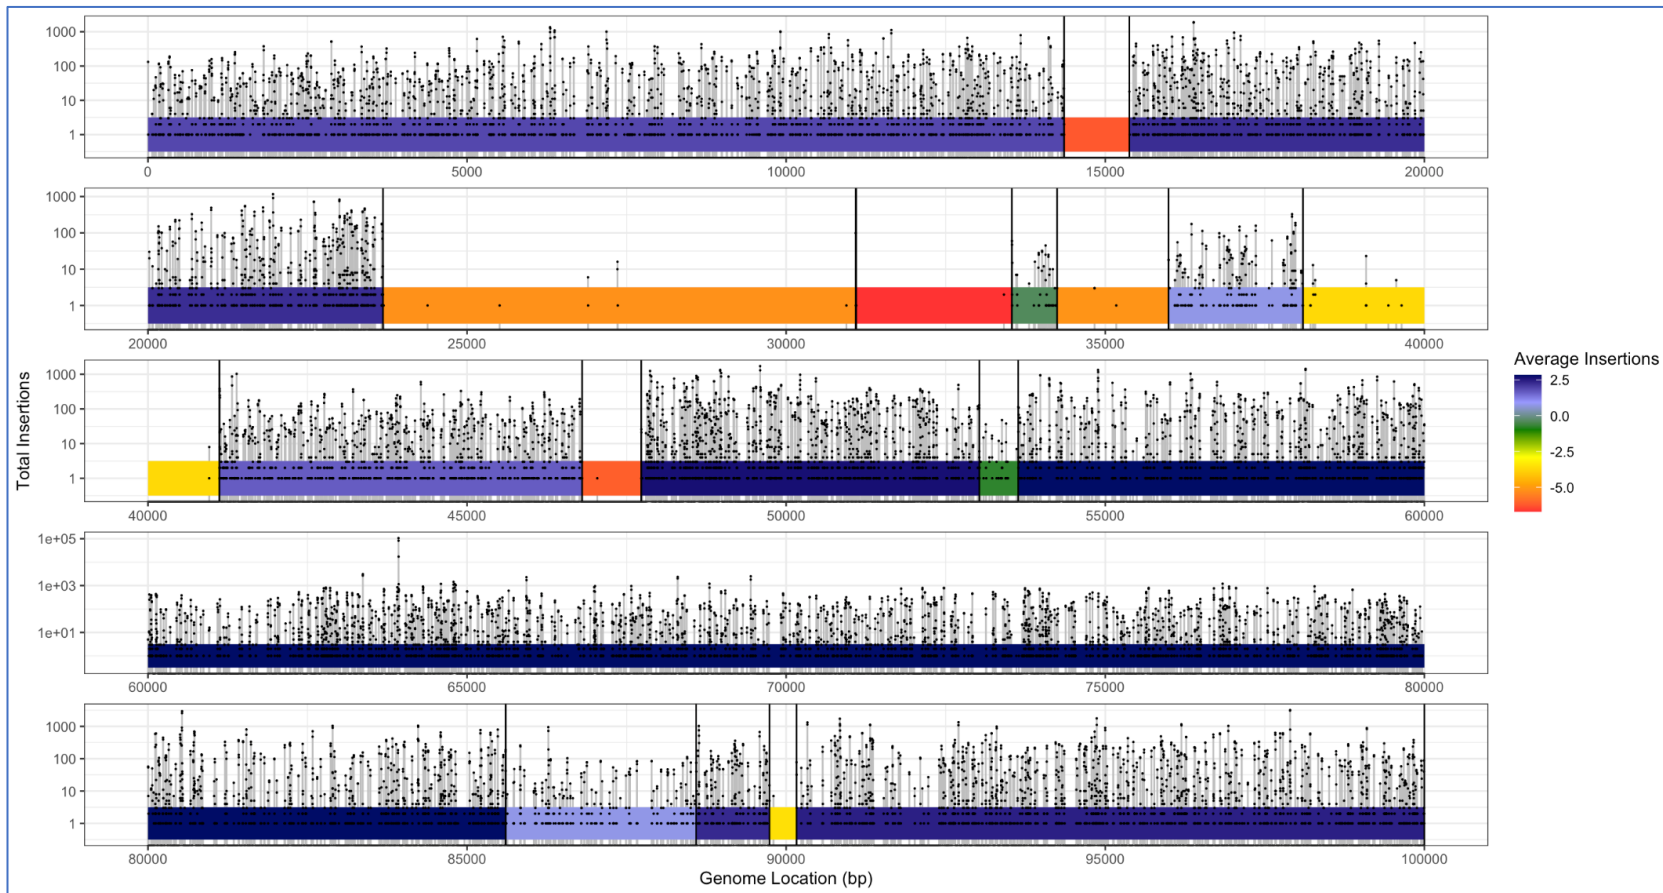 1000
100
10
1
0 5000 10000 15000 20000
1000
100
10
1
20000 25000 30000 35000 40000
Total Insertions
1000
100
10
1
40000 45000 50000 55000 60000
Average Insertions
2.5
0.0
-2.5
-5.0
1e+05
1e+03
1e+01
60000 65000 70000 75000 80000
1000
100
10
1
80000 85000 90000 95000 100000
Genome Location (bp)